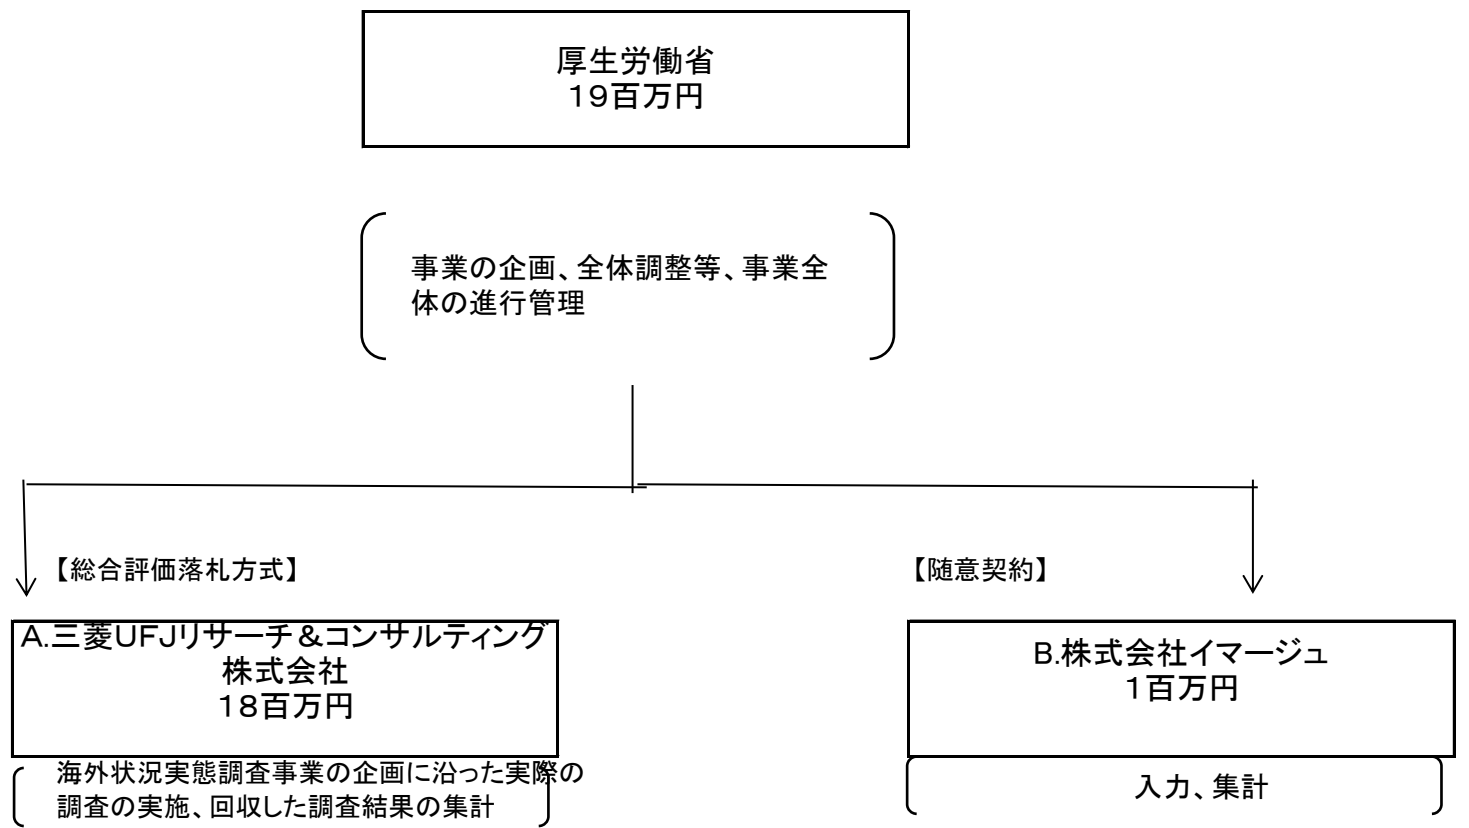 厚生労働省
１９百万円
事業の企画、全体調整等、事業全
体の進行管理
【総合評価落札方式】
【随意契約】
A.三菱UFJリサーチ＆コンサルティング
株式会社
１８百万円
海外状況実態調査事業の企画に沿った実際の
調査の実施、回収した調査結果の集計
B.株式会社イマージュ
１百万円
入力、集計